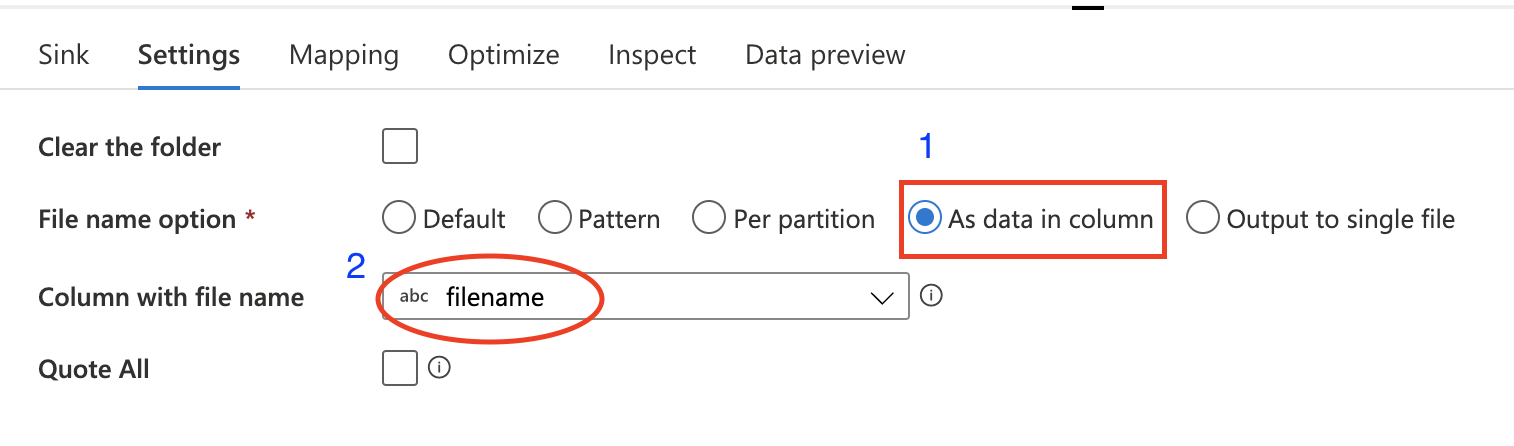 Sink Settings Mapping Optimize Inspect Data preview
1
Clear the folder
File name option * Default Pattern Per partition As data in column Output to single file
2
Column with file name abc filename
Quote All